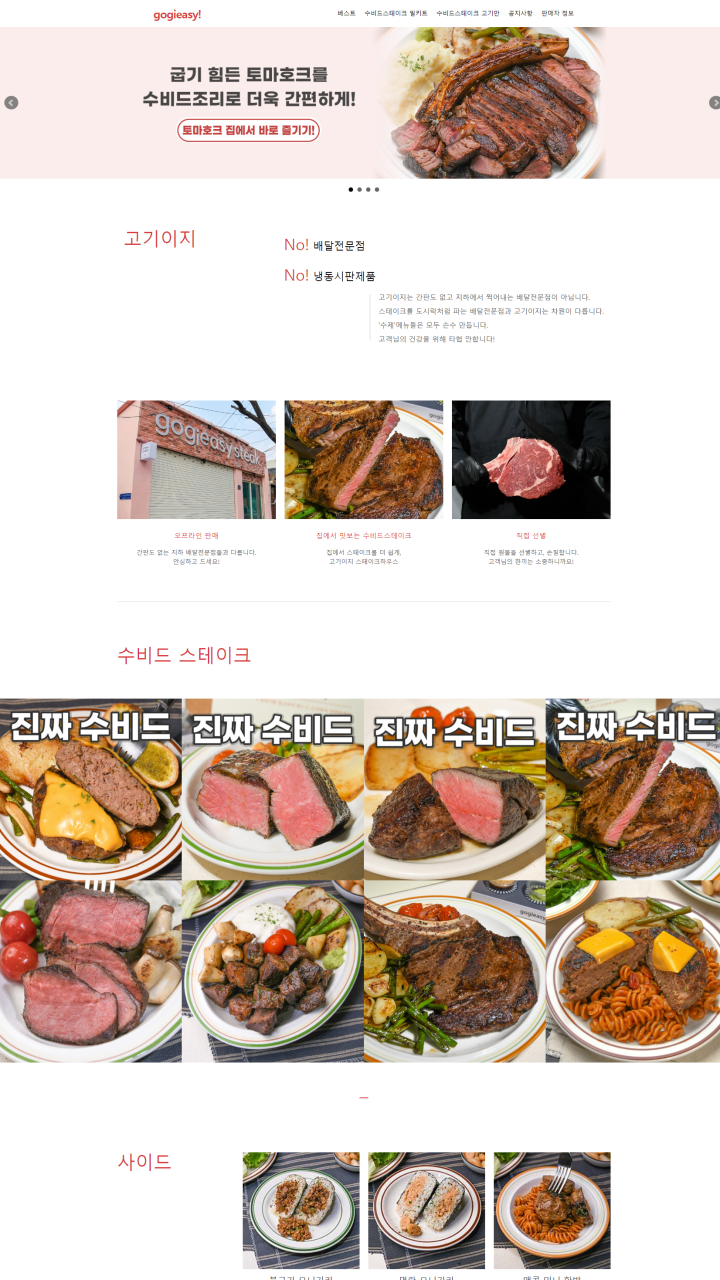 gogieasy!
베스트 수비드스테이크 밀키트 수비드스테이크 고기만 공지사항 판매자 정보
굽기 힘든 토마호크를
수비드조리로 더욱 간편하게!
토마호크 집에서 바로 즐기기!
고기이지
No! 배달전문점
No! 냉동시판제품
고기이지는 간판도 없고 지하에서 찍어내는 배달전문점이 아닙니다.
스테이크를 도시락처럼 파는 배달전문점과 고기이지는 차원이 다릅니다.
'수제'메뉴들은 모두 손수 만듭니다.
고객님의 건강을 위해 타협 안합니다!
gogieasy steak
오프라인 판매
간판도 없는 지하 배달전문점들과 다릅니다.
안심하고 드세요!
집에서 맛보는 수비드스테이크
집에서 스테이크를 더 쉽게,
고기이지 스테이크하우스
직접 선별
직접 원물을 선별하고, 손질합니다.
고객님의 한끼는 소중하니까요!
수비드 스테이크
진짜 수비드
진짜 수비드
진짜 수비드
진짜 수비드
gogieasy!
사이드